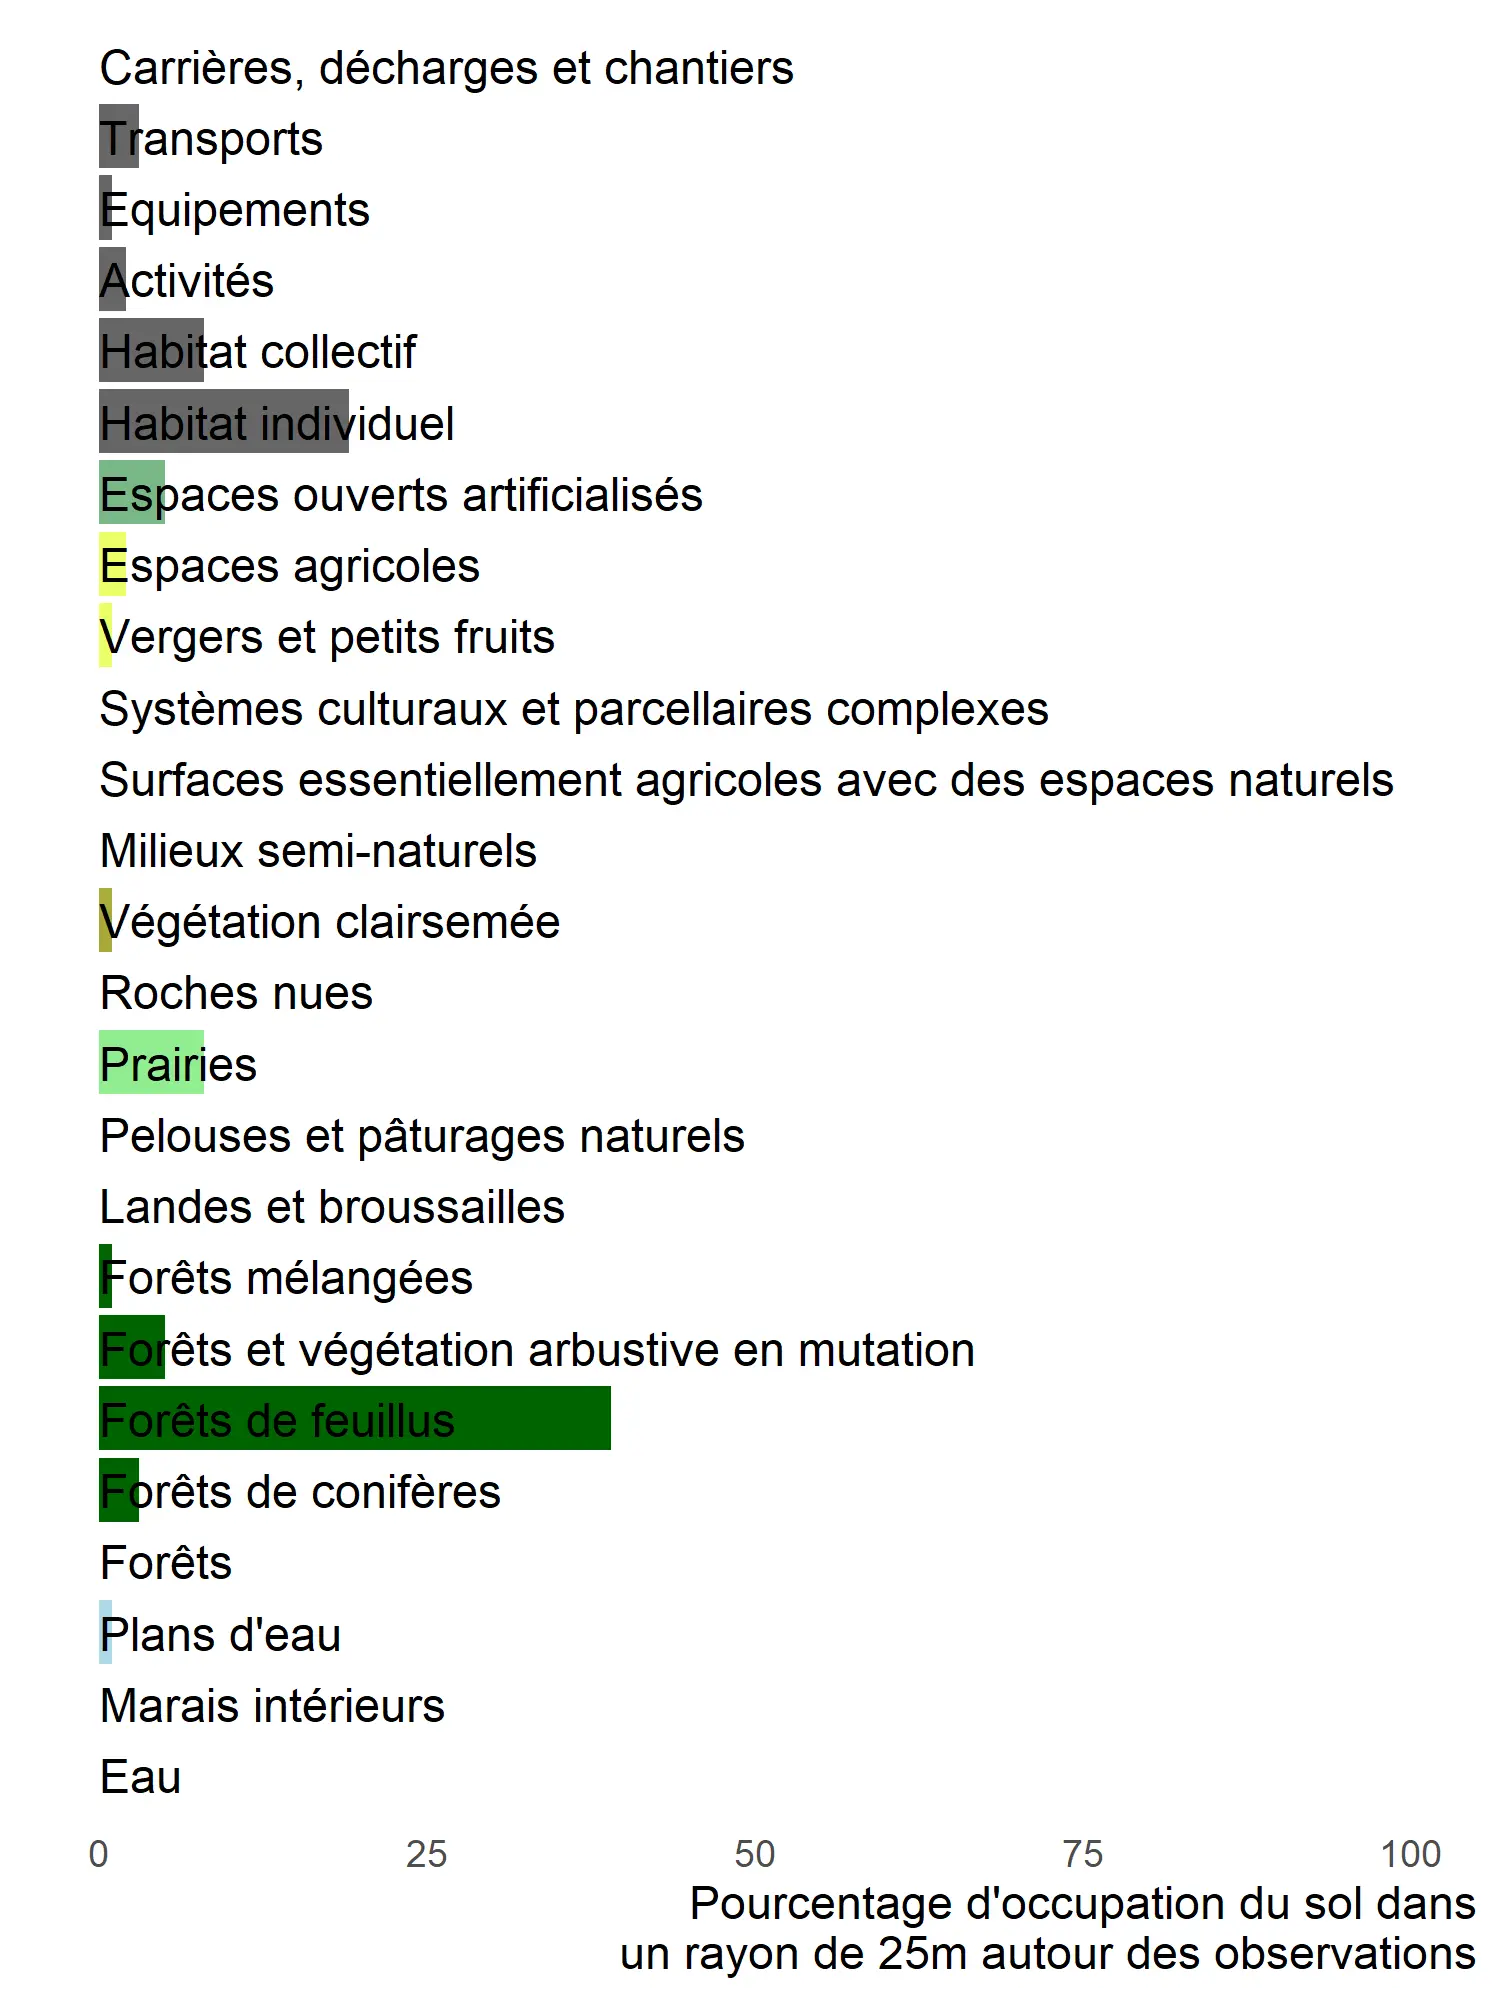 Carrières, décharges et chantiers
Transports
Equipements
Activités
Habitat collectif
Habitat individuel
Espaces ouverts artificialisés
Espaces agricoles
Vergers et petits fruits
Systèmes culturaux et parcellaires complexes
Surfaces essentiellement agricoles avec des espaces naturels
Milieux semi-naturels
Végétation clairsemée
Roches nues
Prairies
Pelouses et pâturages naturels
Landes et broussailles
Forêts mélangées
Forêts et végétation arbustive en mutation
Forêts de feuillus
Forêts de conifères
Forêts
Plans d'eau
Marais intérieurs
Eau
0 25 50 75 100
Pourcentage d'occupation du sol dans
un rayon de 25m autour des observations